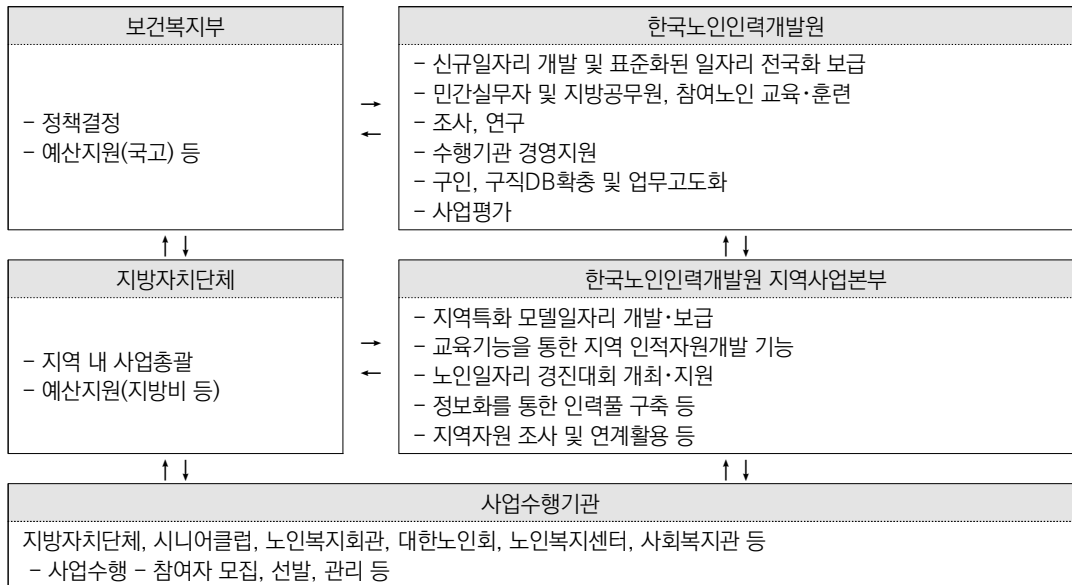 보건복지부
- 정책결정
- 예산지원(국고) 등
한국노인인력개발원
- 신규일자리 개발 및 표준화된 일자리 전국화 보급
- 민간실무자 및 지방공무원, 참여노인 교육·훈련
- 조사, 연구
- 수행기관 경영지원
- 구인, 구직DB확충 및 업무고도화
- 사업평가
지방자치단체
- 지역 내 사업총괄
- 예산지원(지방비 등)
한국노인인력개발원 지역사업본부
- 지역특화 모델일자리 개발·보급
- 교육기능을 통한 지역 인적자원개발 기능
- 노인일자리 경진대회 개최·지원
- 정보화를 통한 인력풀 구축 등
- 지역자원 조사 및 연계활용 등
사업수행기관
지방자치단체, 시니어클럽, 노인복지회관, 대한노인회, 노인복지센터, 사회복지관 등
- 사업수행 - 참여자 모집, 선발, 관리 등